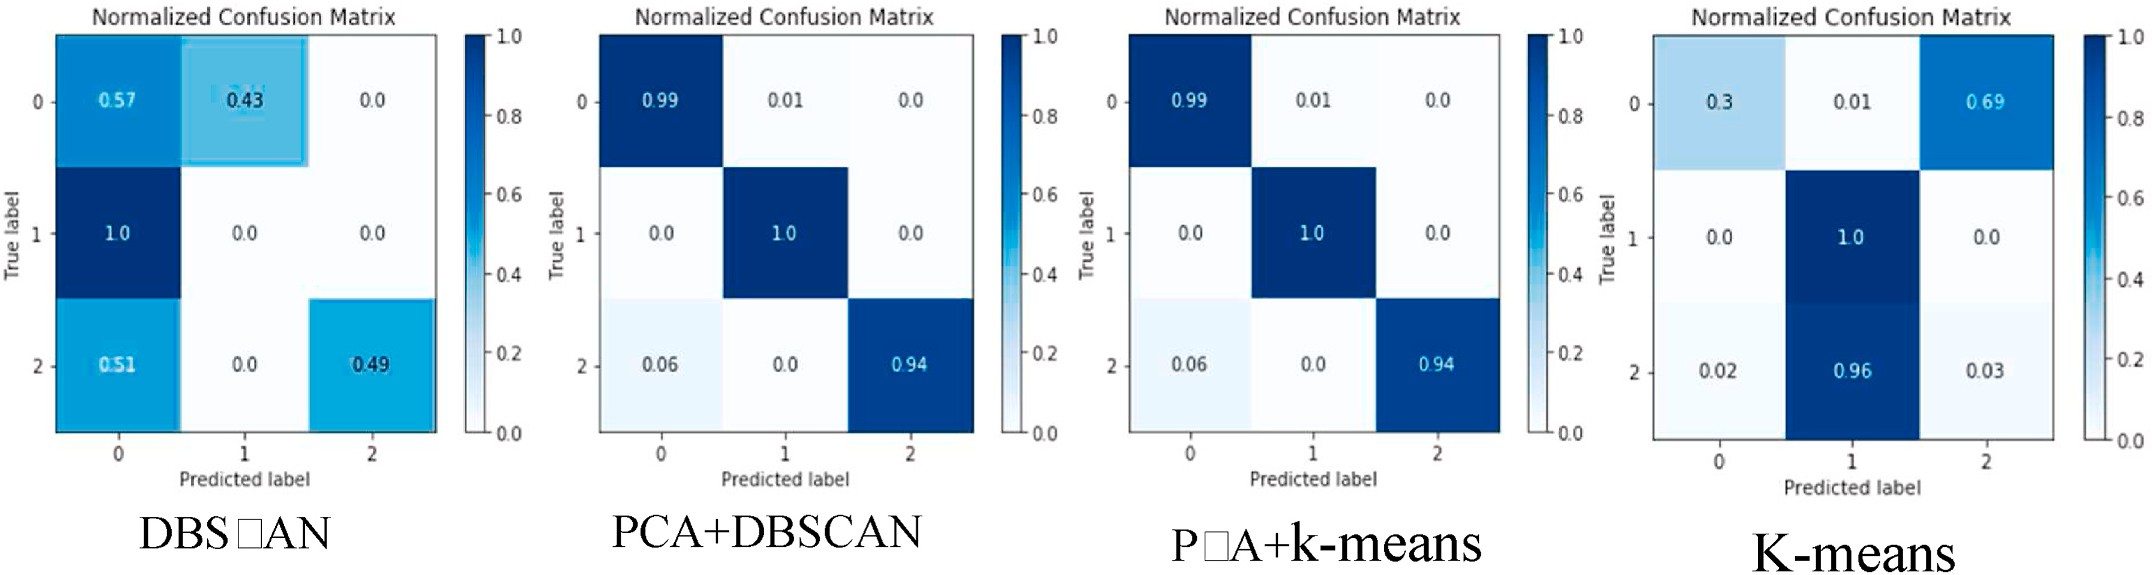 Normalized Confusion Matrix
0.57 0.43 0.0
1.0 0.0 0.0
0.51 0.0 0.49
True label
0
1
2
0 1 2
Predicted label
1.0
0.8
0.6
0.4
0.2
0.0
DBS□AN
Normalized Confusion Matrix
0.99 0.01 0.0
0.0 1.0 0.0
0.06 0.0 0.94
True label
0
1
2
0 1 2
Predicted label
1.0
0.8
0.6
0.4
0.2
0.0
PCA+DBSCAN
Normalized Confusion Matrix
0.99 0.01 0.0
0.0 1.0 0.0
0.06 0.0 0.94
True label
0
1
2
0 1 2
Predicted label
1.0
0.8
0.6
0.4
0.2
0.0
P□A+k-means
Normalized Confusion Matrix
0.3 0.01 0.69
0.0 1.0 0.0
0.02 0.96 0.03
True label
0
1
2
0 1 2
Predicted label
1.0
0.8
0.6
0.4
0.2
0.0
K-means